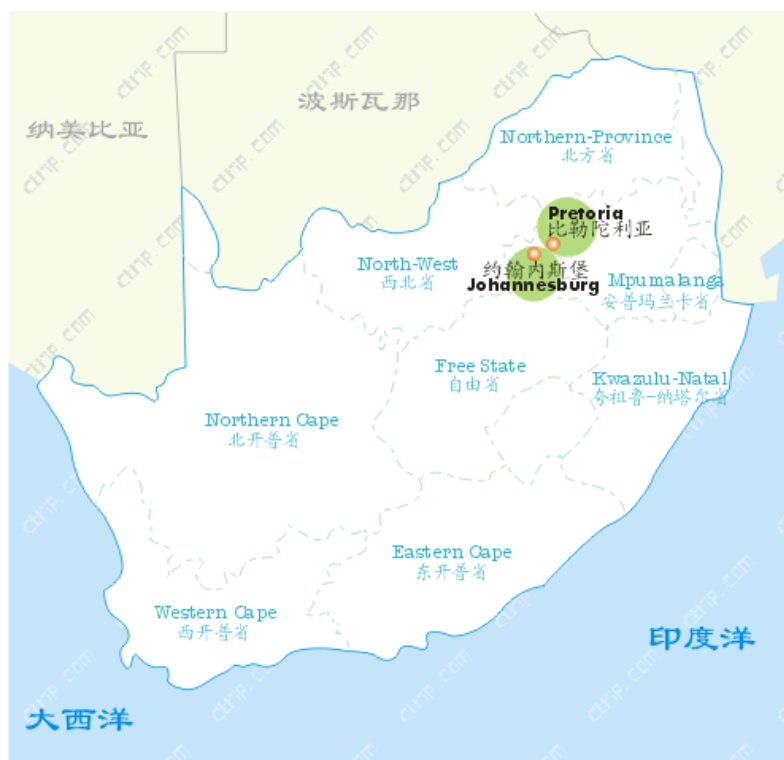 波斯瓦那
纳美比亚
Northern-Province
北方省
Pretoria
比勒陀利亚
North-West
西北省
约翰内斯堡
Johannesburg
Mpumalanga
安普玛兰卡省
Free State
自由省
Kwazulu-Natal
夸祖鲁-纳塔尔省
Northern Cape
北开普省
Eastern Cape
东开普省
Western Cape
西开普省
印度洋
大西洋
ctrip.com